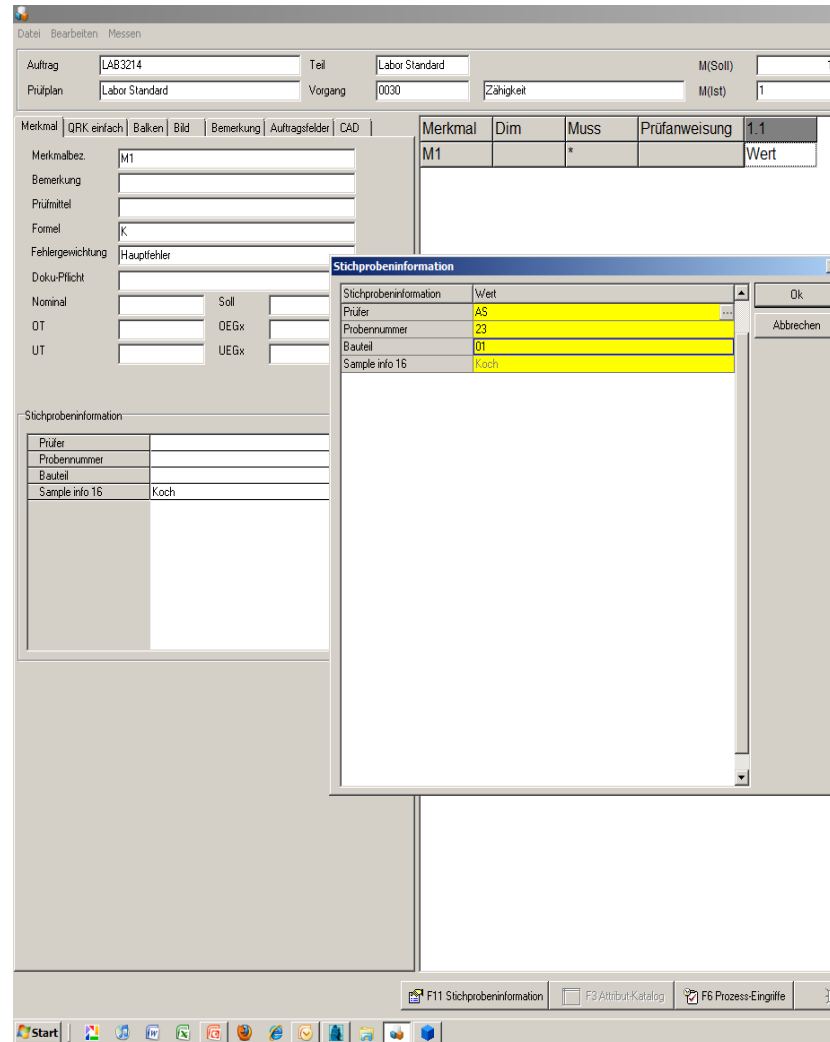 Datei Bearbeiten Messen
Auftrag LAB3214 Teil Labor Standard M(Soll)
Prüfplan Labor Standard Vorgang 0030 Zähigkeit M(Ist) 1
Merkmal QRK einfach Balken Bild Bemerkung Auftragsfelder CAD
Merkmal Dim Muss Prüfanweisung 1.1
M1 * Wert
Merkmalbez. M1
Bemerkung
Prüfmittel
Formel K
Fehlergewichtung Hauptfehler
Doku-Pflicht
Nominal Soll
OT OEGx
UT UEGx
Stichprobeninformation
Prüfer
Probennummer
Bauteil
Sample info 16 Koch
Stichprobeninformation
Stichprobeninformation Wert
Prüfer AS ...
Probennummer 23
Bauteil 01
Sample info 16 Koch
Ok
Abbrechen
F11 Stichprobeninformation F3 Attribut-Katalog F6 Prozess-Eingriffe
Start